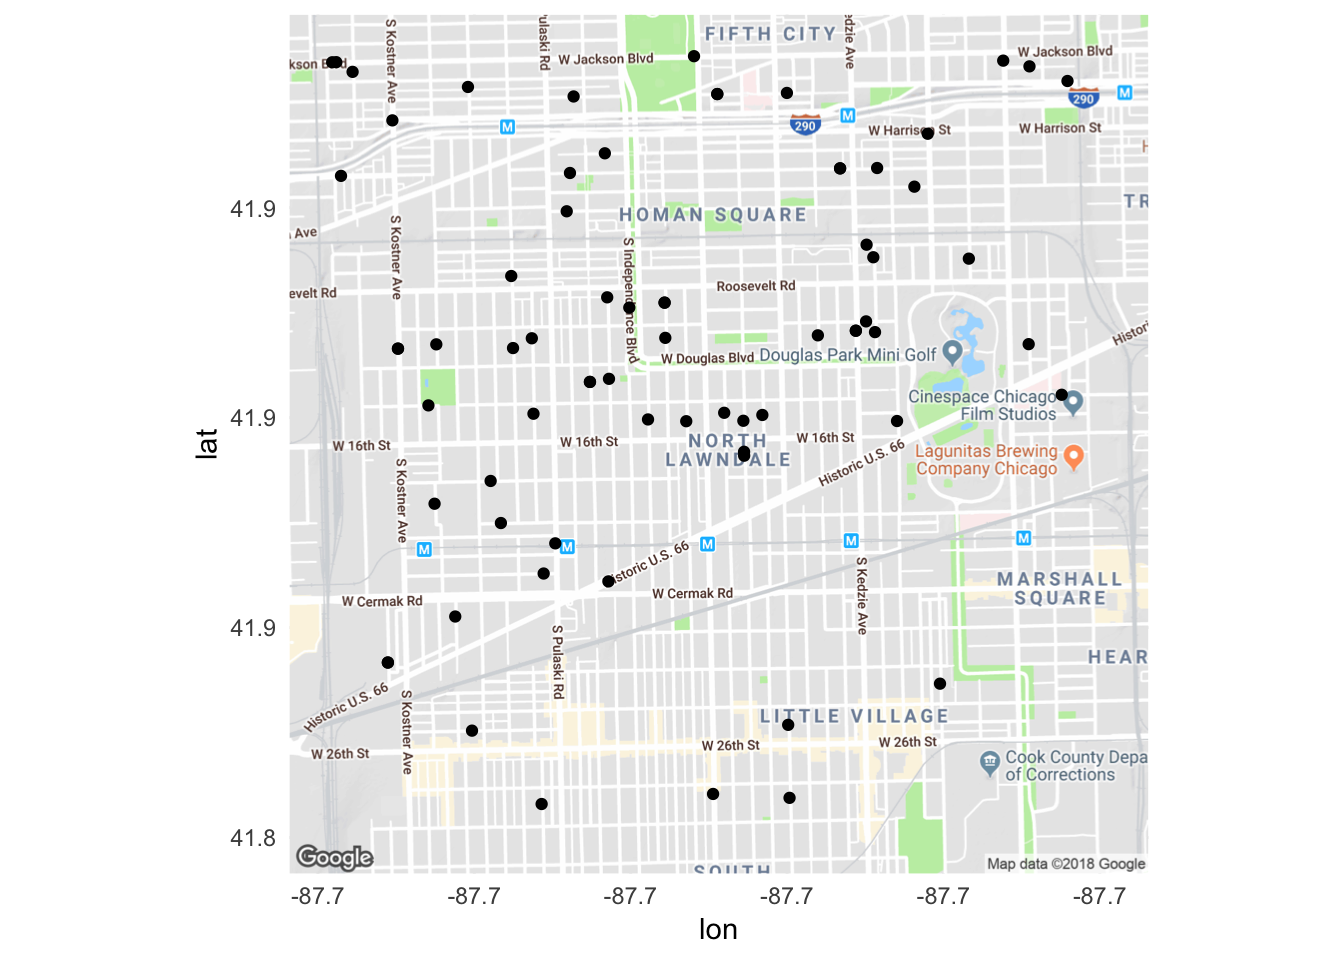 S Kostner Ave
ulaski Rd
FIFTH CITY
edzie Ave
kson Bl
W Jackson Blvd
W Jackson Blvd
290
M
M
M
290
W Harrison St
W Harrison St
H
41.9
HOMAN SQUARE
TR
Ave
S Kostner Ave
S Independence Blvd
evelt Rd
Roosevelt Rd
Histori
W Douglas Blvd
Douglas Park Mini Golf
Cinespace Chicago
Film Studios
41.9
W 16th St
W 16th St
NORTH
LAWNDALE
W 16th St
Historic U.S. 66
Lagunitas Brewing
Company Chicago
S Kostner Ave
lat
M
M
M
M
M
Historic U.S. 66
S Kedzie Ave
MARSHALL
SQUARE
W Cermak Rd
W Cermak Rd
41.9
S Pulaski Rd
HEAR
Historic U.S. 66
S Kostner Ave
LITTLE VILLAGE
W 26th St
W 26th St
W 26th St
Cook County Depa
of Corrections
41.8
Google
SOUTH
Map data ©2018 Google
-87.7
-87.7
-87.7
-87.7
-87.7
-87.7
lon